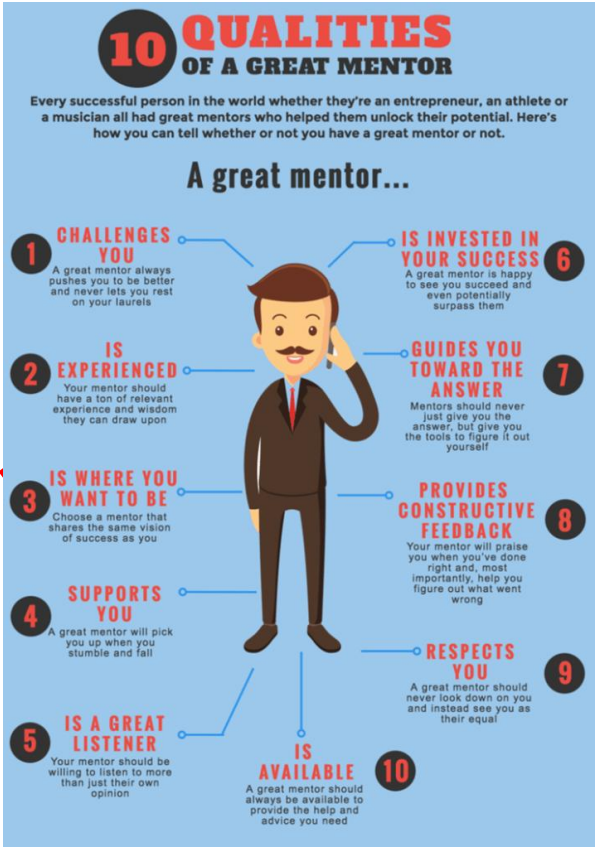 10 QUALITIES
OF A GREAT MENTOR
Every successful person in the world whether they're an entrepreneur, an athlete or
a musician all had great mentors who helped them unlock their potential. Here's
how you can tell whether or not you have a great mentor or not.
A great mentor...
1
CHALLENGES
YOU
A great mentor always
pushes you to be better
and never lets you rest
on your laurels
2
IS
EXPERIENCED
Your mentor should
have a ton of relevant
experience and wisdom
they can draw upon
3
IS WHERE YOU
WANT TO BE
Choose a mentor that
shares the same vision
of success as you
4
SUPPORTS
YOU
A great mentor will pick
you up when you
stumble and fall
5
IS A GREAT
LISTENER
Your mentor should be
willing to listen to more
than just their own
opinion
6
IS INVESTED IN
YOUR SUCCESS
A great mentor is happy
to see you succeed and
even potentially
surpass them
7
GUIDES YOU
TOWARD THE
ANSWER
Mentors should never
just give you the
answer, but give you
the tools to figure it out
yourself
8
PROVIDES
CONSTRUCTIVE
FEEDBACK
Your mentor will praise
you when you've done
right and, most
importantly, help you
figure out what went
wrong
9
RESPECTS
YOU
A great mentor should
never look down on you
and instead see you as
their equal
10
IS
AVAILABLE
A great mentor should
always be available to
provide the help and
advice you need